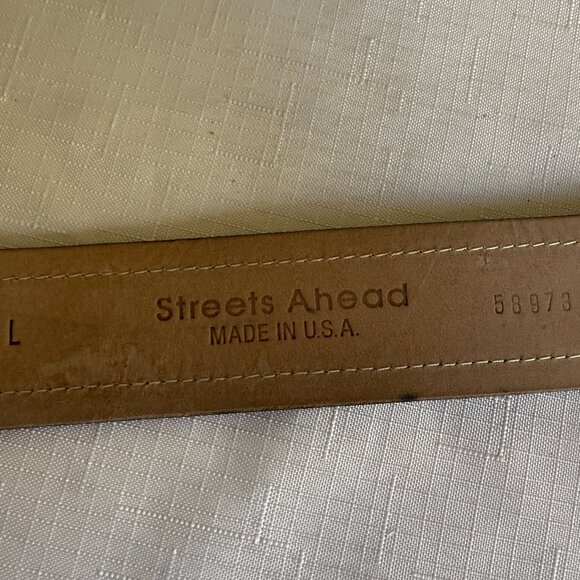 L Streets Ahead 58973
MADE IN U.S.A.